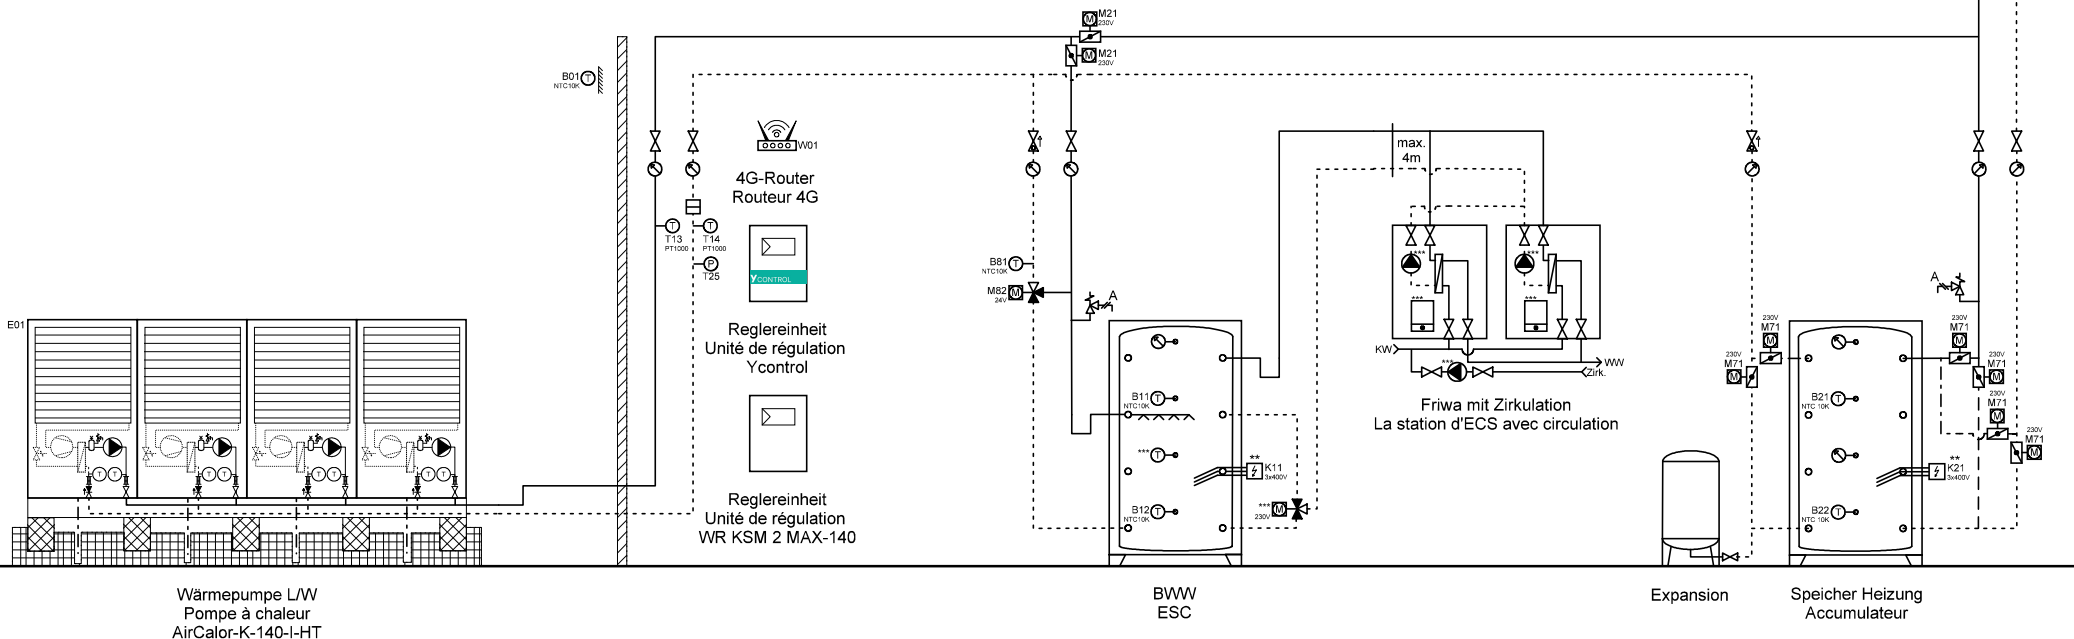 M21
230V
M21
230V
B01
T
NTC10K
W01
4G-Router
Routeur 4G
max.
4m
T
T13
PT1000
T
T14
PT1000
P
T25
YCONTROL
B81
T
NTC10K
M82
M
24V
A
A
Reglereinheit
Unité de régulation
Ycontrol
E01
****
***
****
***
KW
WW
***
Zirk.
Friwa mit Zirkulation
La station d'ECS avec circulation
B11
T
NTC10K
***
T
**
K11
3x400V
B12
T
NTC10K
***
M
230V
230V
M71
M
230V
M71
M
230V
M71
M
230V
M71
M
230V
M71
M
230V
M71
M
B21
T
NTC 10K
**
K21
3x400V
B22
T
NTC 10K
Reglereinheit
Unité de régulation
WR KSM 2 MAX-140
Wärmepumpe L/W
Pompe à chaleur
AirCalor-K-140-I-HT
BWW
ESC
Expansion
Speicher Heizung
Accumulateur